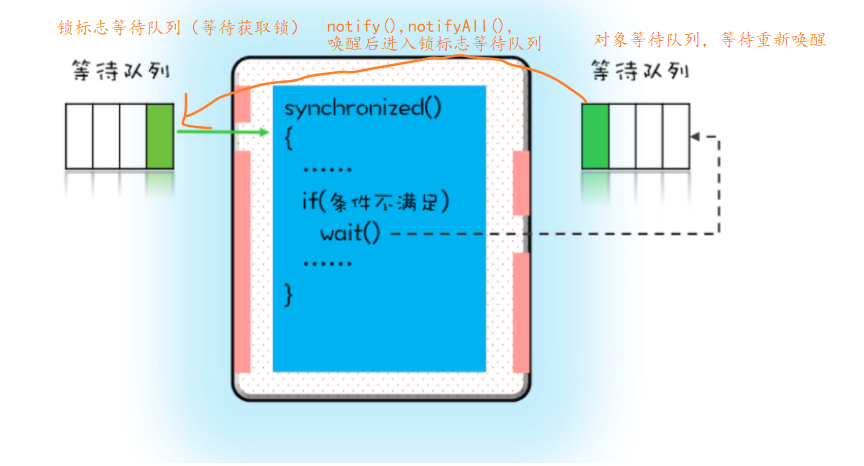 锁标志等待队列（等待获取锁）
notify(),notifyAll(),
唤醒后进入锁标志等待队列
对象等待队列，等待重新唤醒
等待队列
等待队列
synchronized()
{
......
if(条件不满足)
wait()
......
}